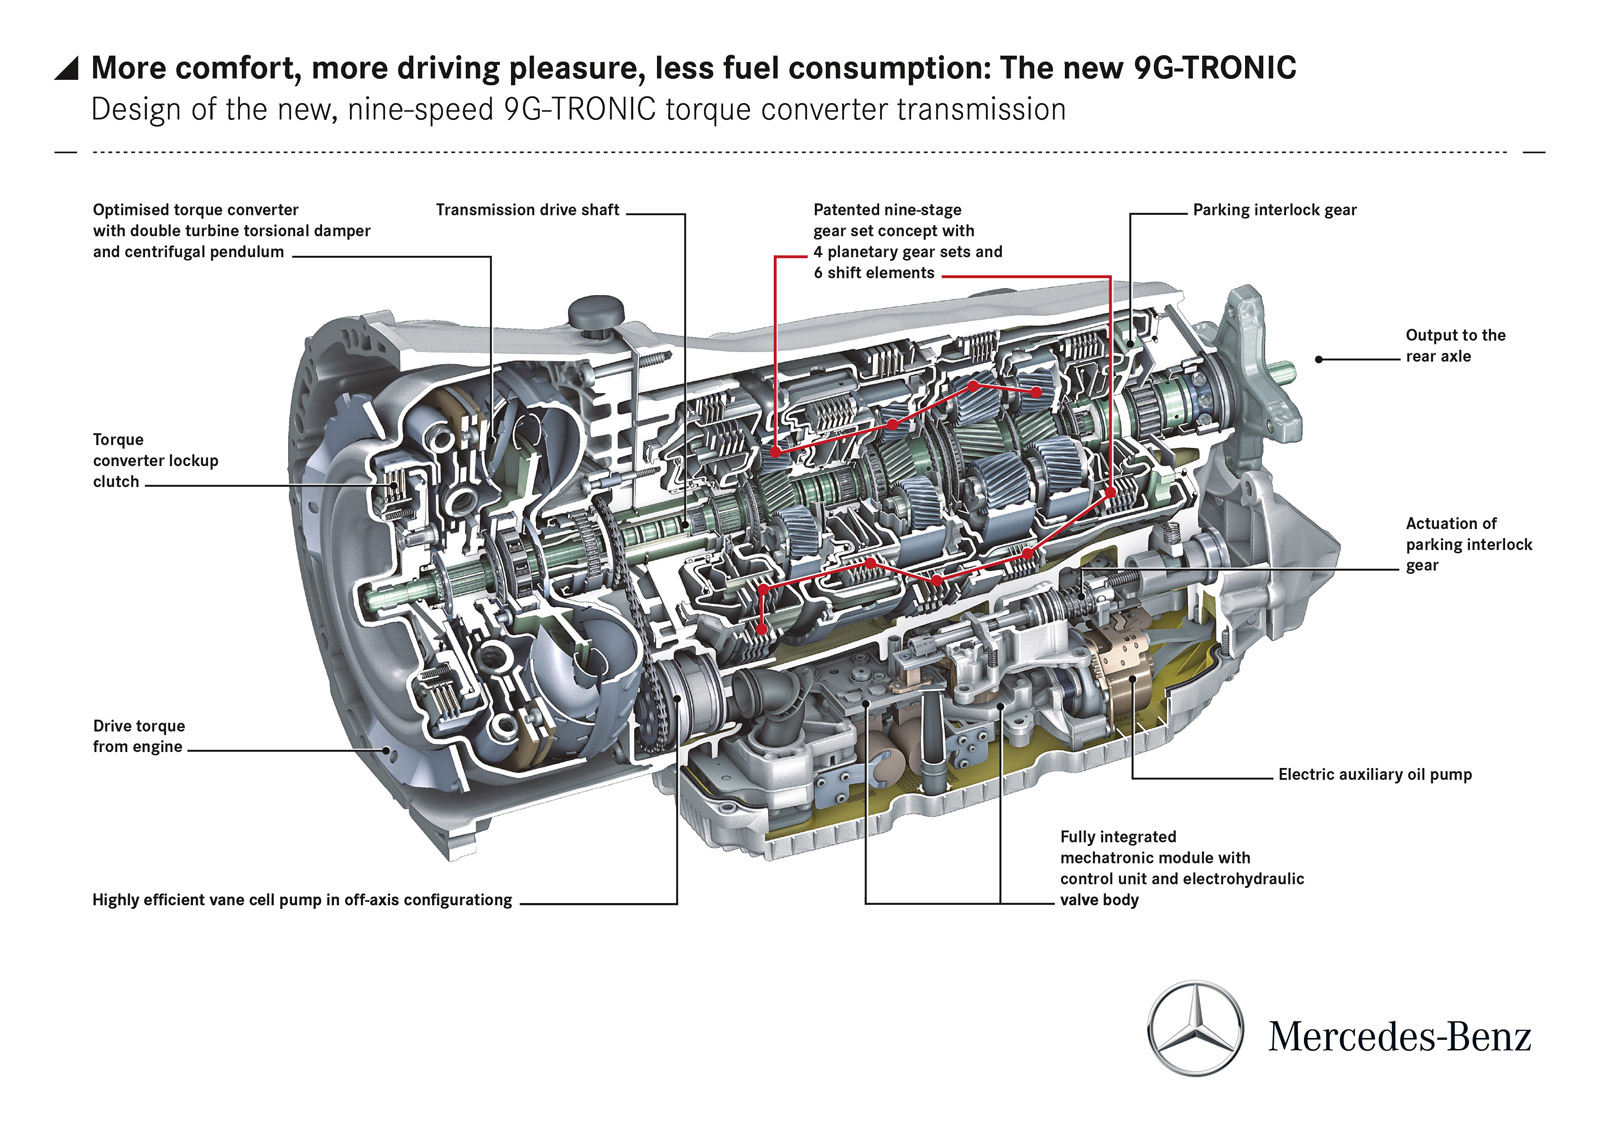 More comfort, more driving pleasure, less fuel consumption: The new 9G-TRONIC
Design of the new, nine-speed 9G-TRONIC torque converter transmission
Optimised torque converter
with double turbine torsional damper
and centrifugal pendulum
Transmission drive shaft
Patented nine-stage
gear set concept with
4 planetary gear sets and
6 shift elements
Parking interlock gear
Output to the
rear axle
Torque
converter lockup
clutch
Actuation of
parking interlock
gear
Drive torque
from engine
Electric auxiliary oil pump
Fully integrated
mechatronic module with
control unit and electrohydraulic
valve body
Highly efficient vane cell pump in off-axis configurationg
Mercedes-Benz